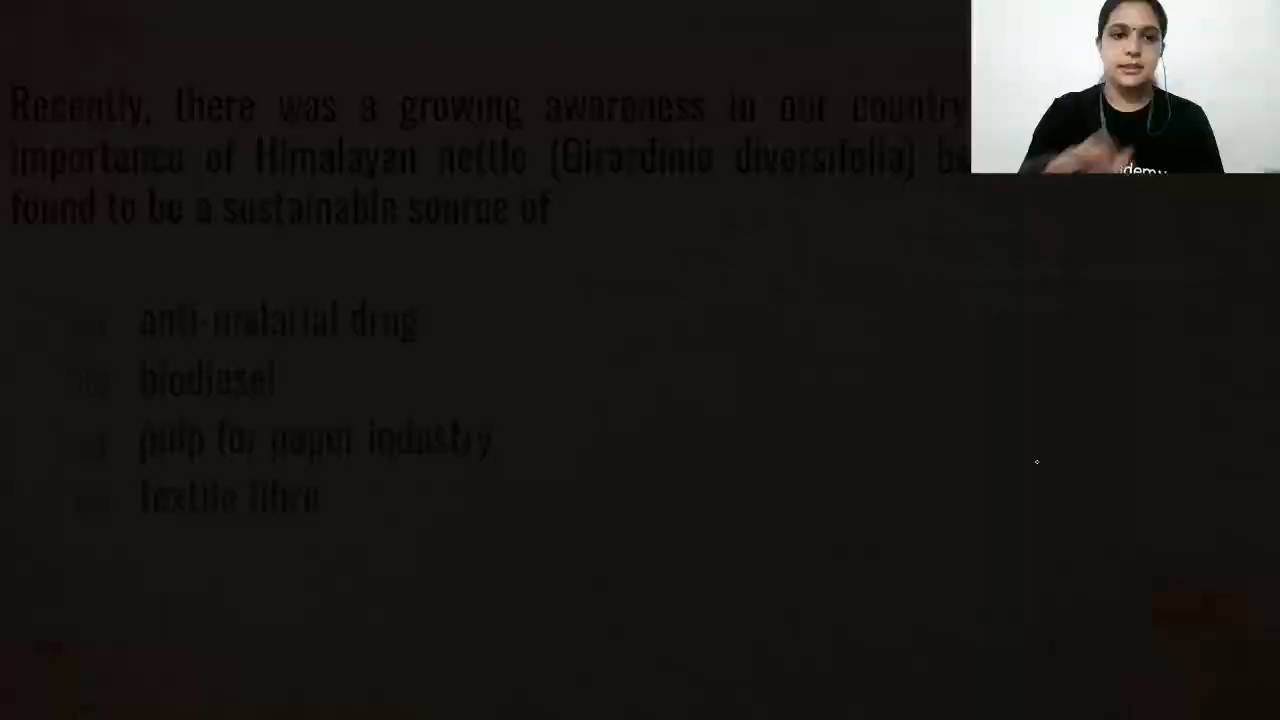 Recently, there was a growing awareness in our country
importance of Himalayan nettle (Girardinia diversifolia)
found to be a sustainable source of
anti-malarial drug
biodiesel
pulp for paper industry
textile fibre